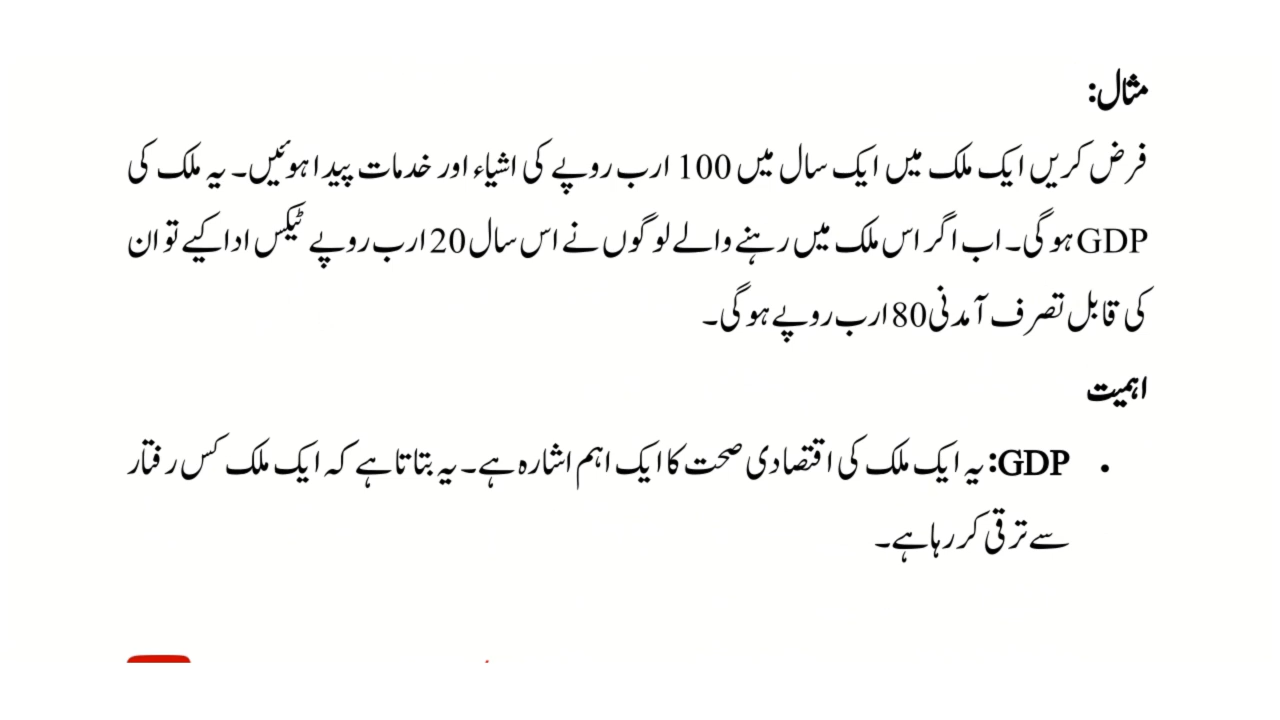 مثال:
فرض کریں ایک ملک میں ایک سال میں 100 ارب روپے کی اشیاء اور خدمات پیدا ہوئیں۔ یہ ملک کی
GDP ہو گی۔ اب اگر اس ملک میں رہنے والے لوگوں نے اس سال 20 ارب روپے ٹیکس ادا کیے تو ان
کی قابل تصرف آمدنی 80 ارب روپے ہو گی۔
اہمیت
• GDP: یہ ایک ملک کی اقتصادی صحت کا ایک اہم اشارہ ہے۔ یہ بتاتا ہے کہ ایک ملک کس رفتار
سے ترقی کر رہا ہے۔